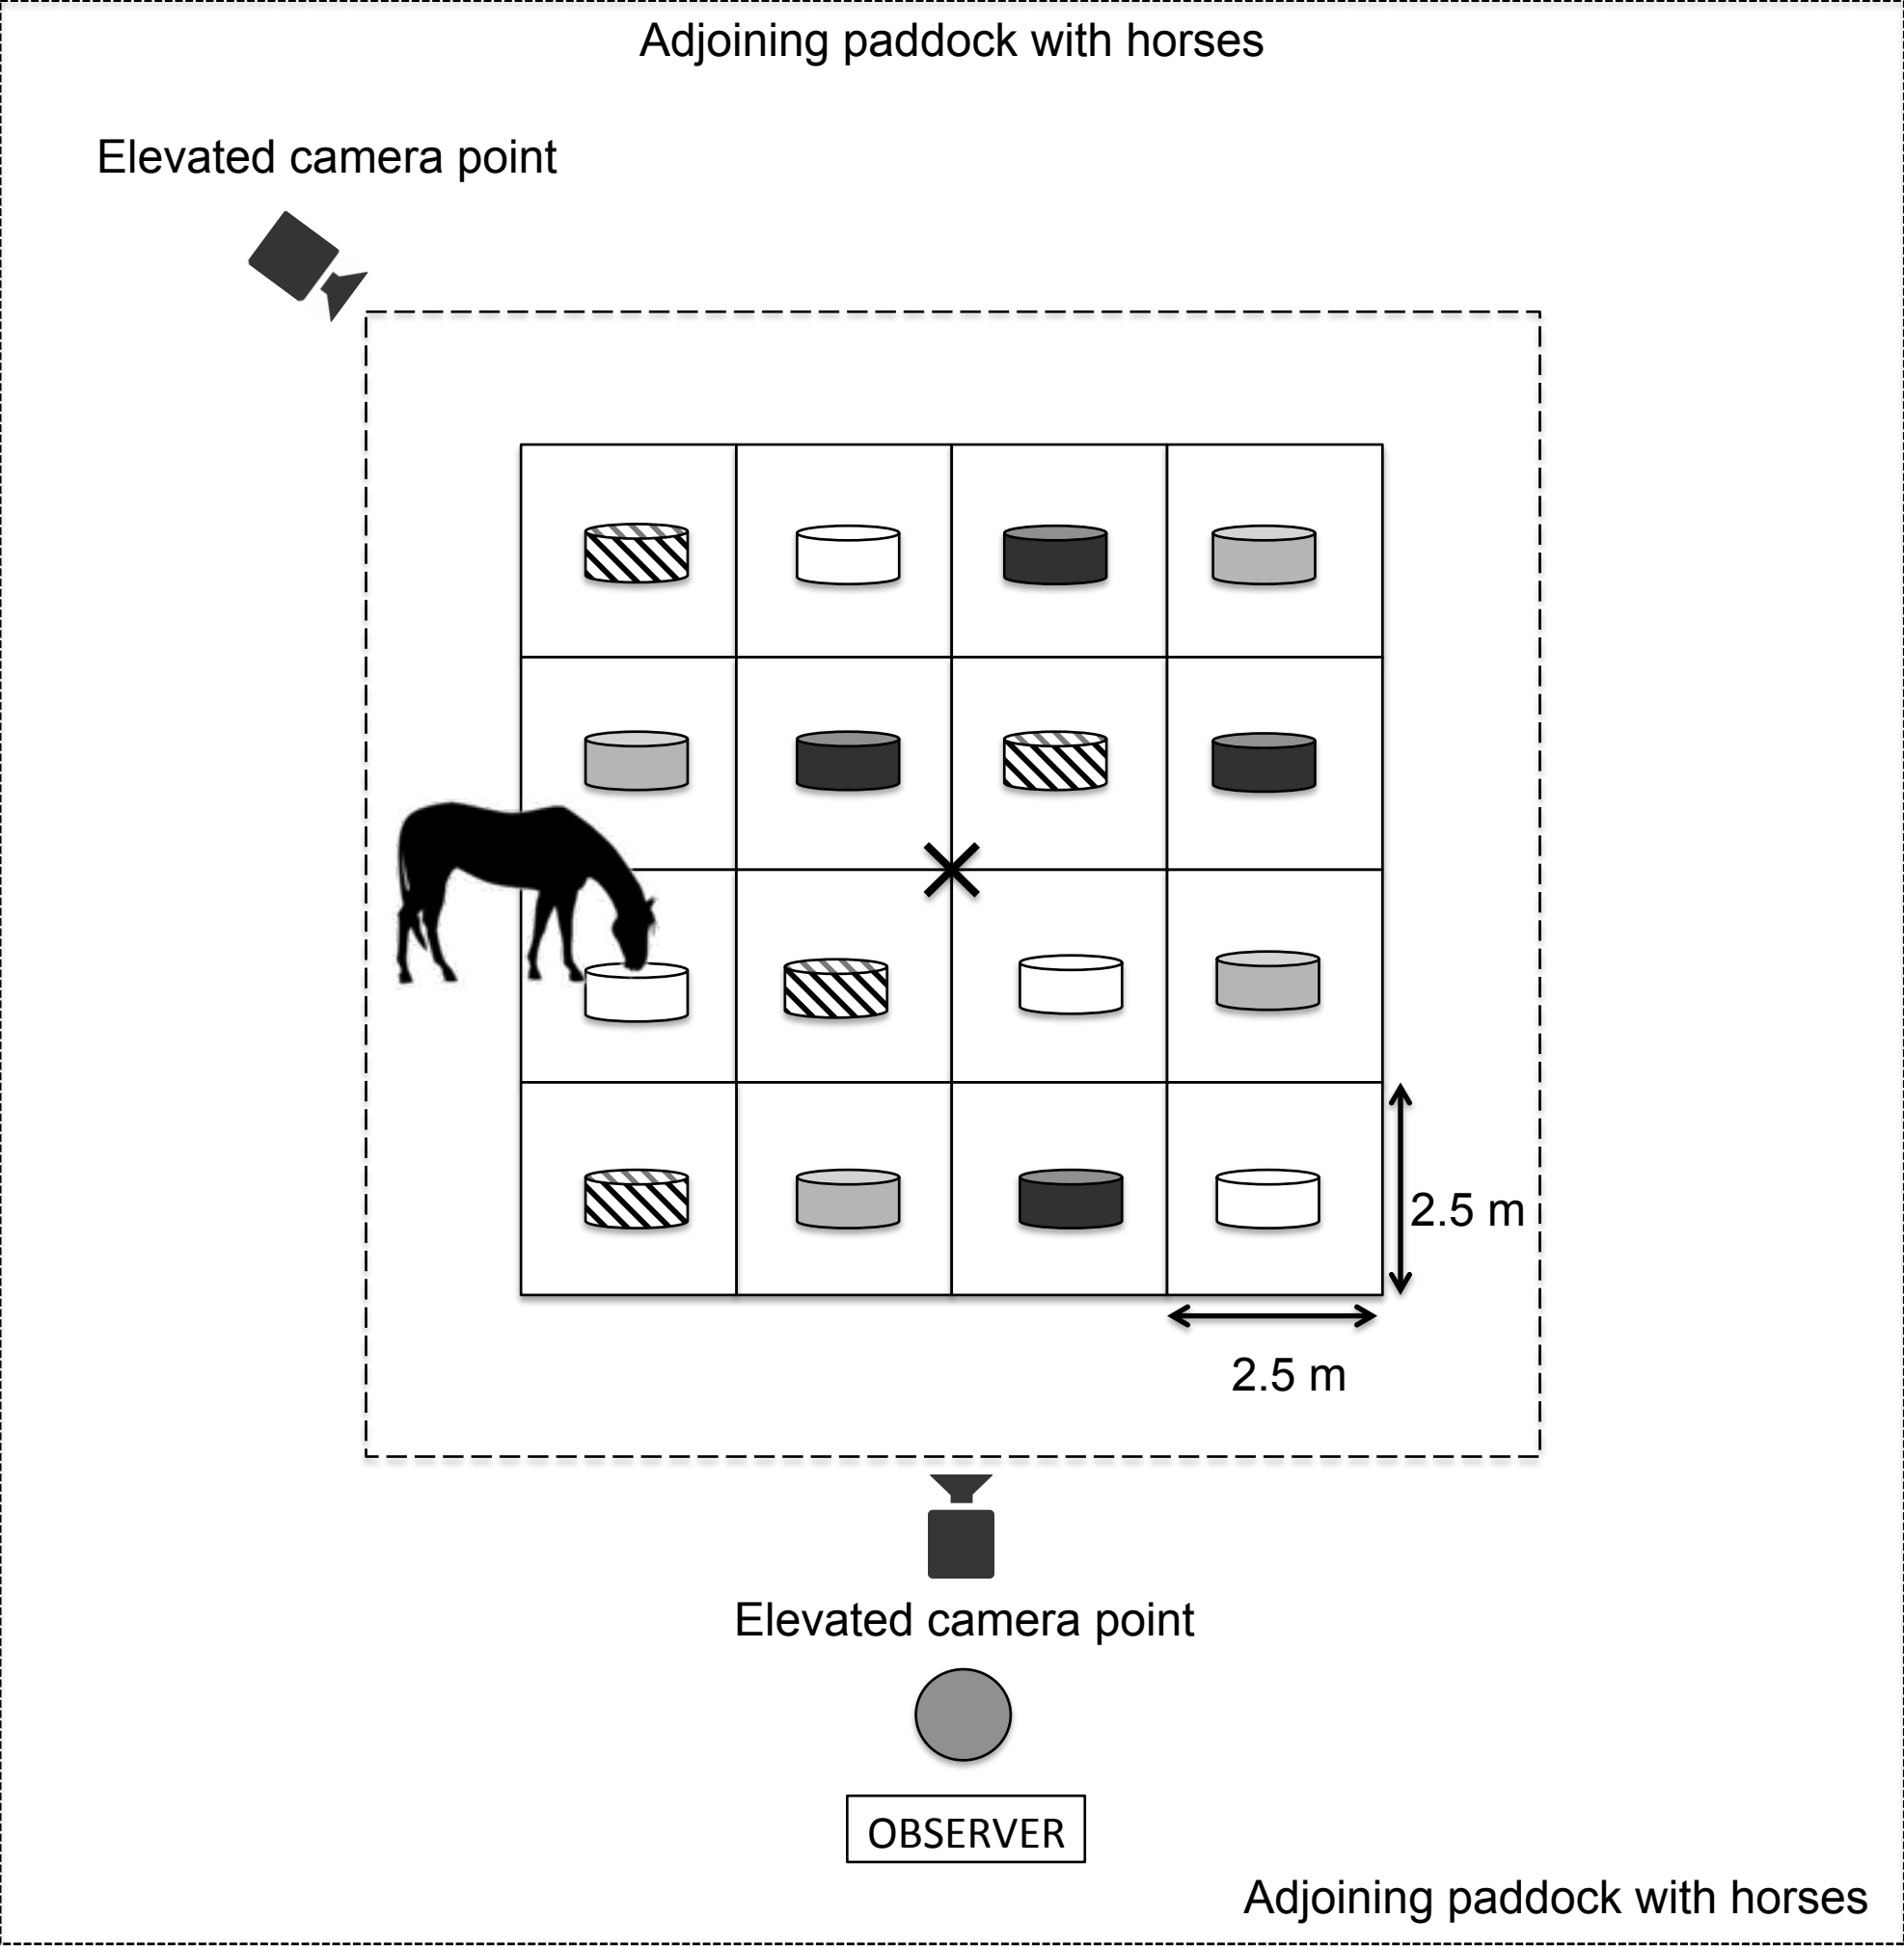 Adjoining paddock with horses
Elevated camera point
2.5 m
2.5 m
Elevated camera point
OBSERVER
Adjoining paddock with horses